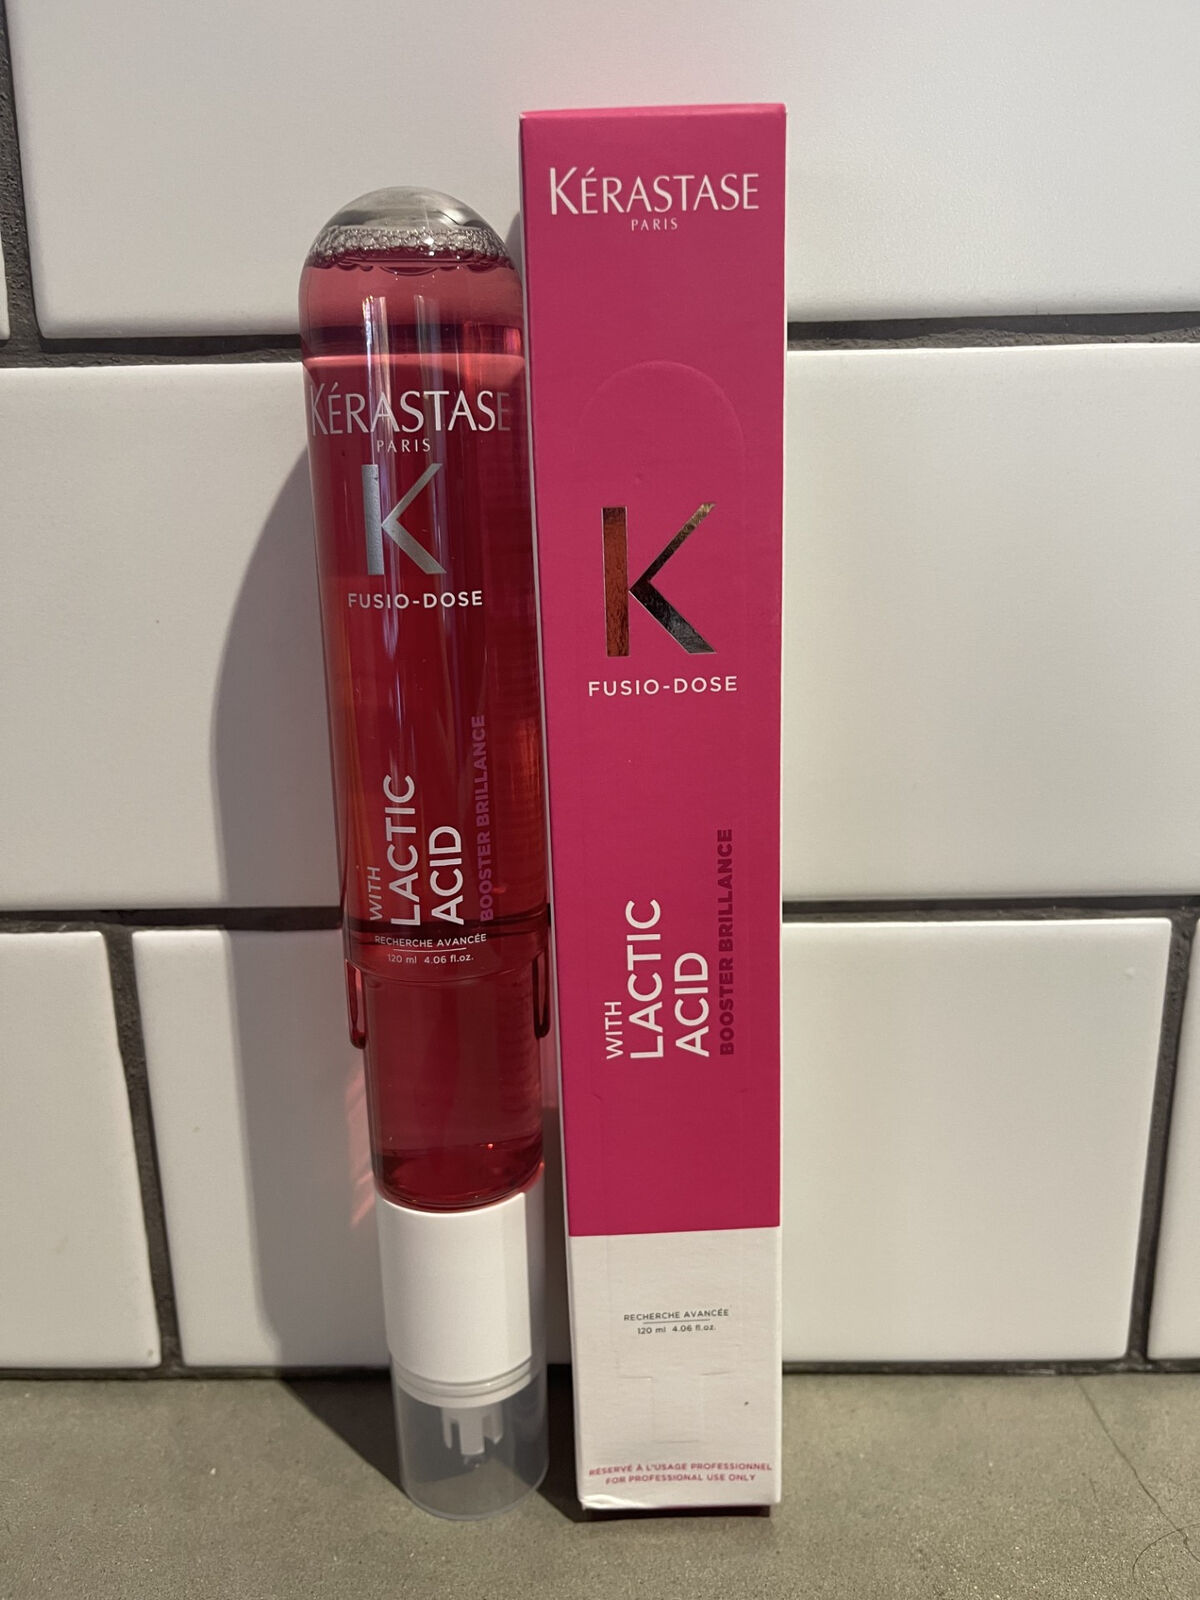 KÉRASTASE
PARIS
K
FUSIO-DOSE
WITH
LACTIC
ACID
BOOSTER BRILLANCE
RECHERCHE AVANCÉE
120 ml 4.06 fl.oz.
KÉRASTASE
PARIS
K
FUSIO-DOSE
WITH
LACTIC
ACID
BOOSTER BRILLANCE
RECHERCHE AVANCÉE
120 ml 4.06 fl.oz.
RÉSERVÉ À L'USAGE PROFESSIONNEL
FOR PROFESSIONAL USE ONLY